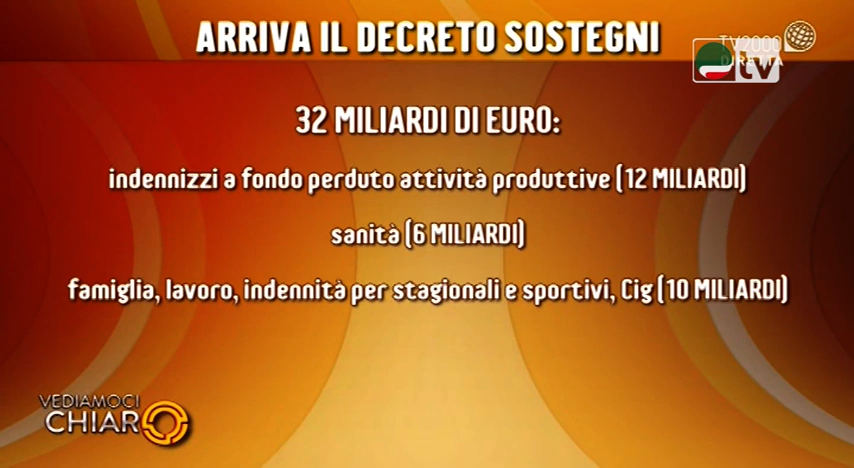 ARRIVA IL DECRETO SOSTEGNI
TV2000
DIRETTA
tv
32 MILIARDI DI EURO:
indennizzi a fondo perduto attività produttive (12 MILIARDI)
sanità (6 MILIARDI)
famiglia, lavoro, indennità per stagionali e sportivi, Cig (10 MILIARDI)
VEDIAMOCI
CHIARO